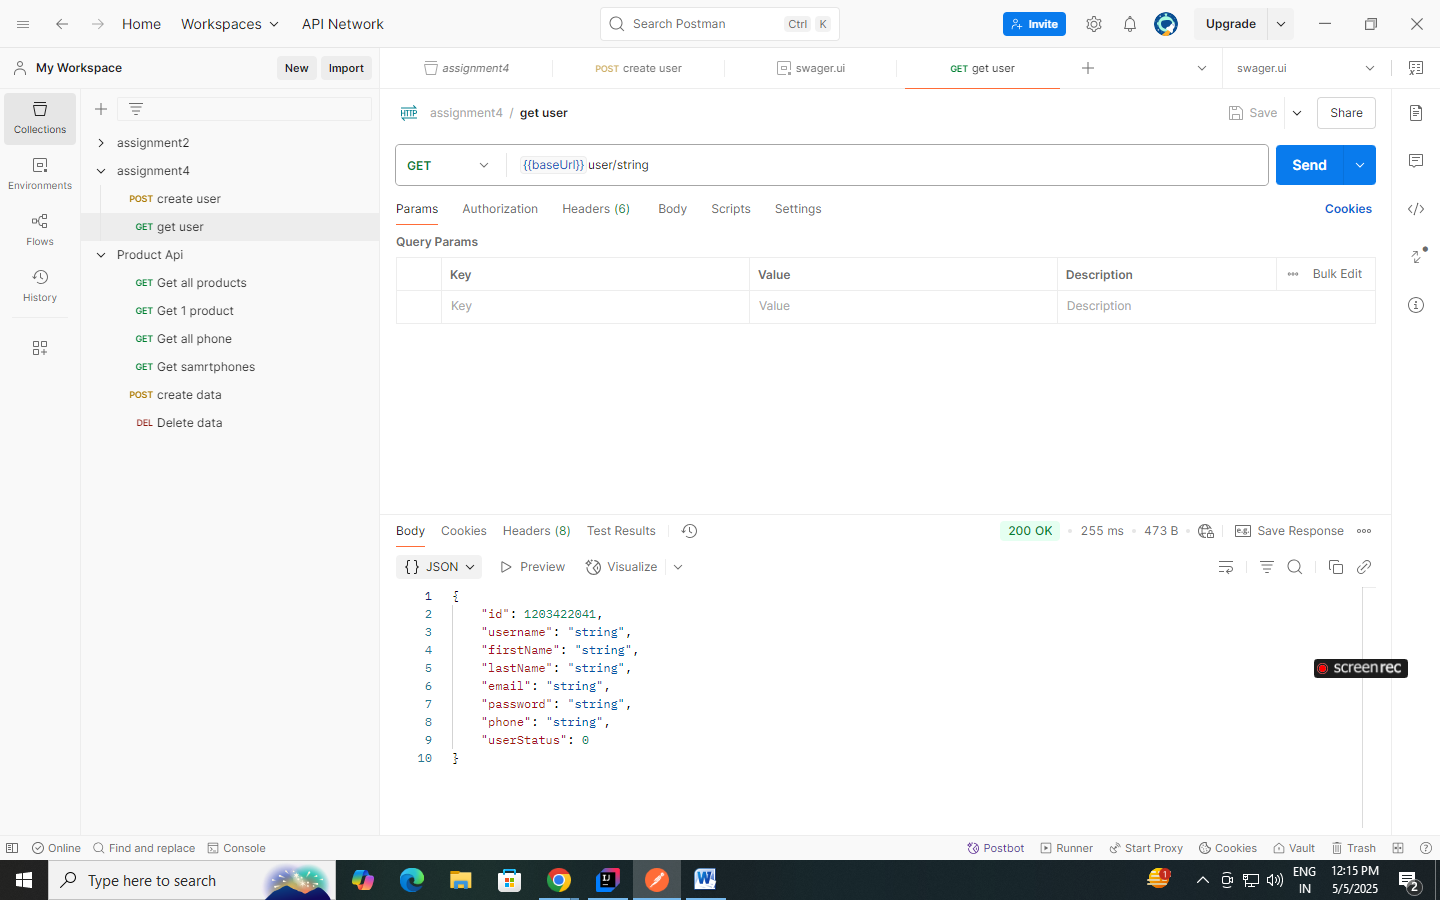 Home
Workspaces
API Network
Search Postman
Ctrl K
Invite
Upgrade
My Workspace
New
Import
assignment4
POST create user
swager.ui
GET get user
swager.ui
Collections
Environments
Flows
History
assignment2
assignment4
POST create user
GET get user
Product Api
GET Get all products
GET Get 1 product
GET Get all phone
GET Get samrtphones
POST create data
DEL Delete data
HTTP assignment4 / get user
Save
Share
GET
{{baseUrl}} user/string
Send
Params Authorization Headers (6) Body Scripts Settings
Cookies
Query Params
Key Value Description Bulk Edit
Key Value Description
Body Cookies Headers (8) Test Results
200 OK 255 ms 473 B e.g. Save Response
{} JSON Preview Visualize
1 {
2 "id": 1203422041,
3 "username": "string",
4 "firstName": "string",
5 "lastName": "string",
6 "email": "string",
7 "password": "string",
8 "phone": "string",
9 "userStatus": 0
10 }
screenrec
Online Find and replace Console
Postbot Runner Start Proxy Cookies Vault Trash
Type here to search
1
ENG
IN
12:15 PM
5/5/2025
2